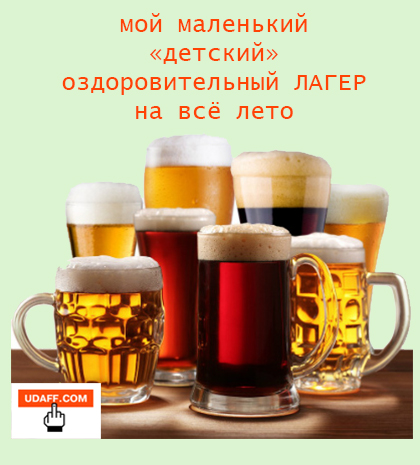 мой маленький
«детский»
оздоровительный ЛАГЕР
на всё лето
UDAFF.COM